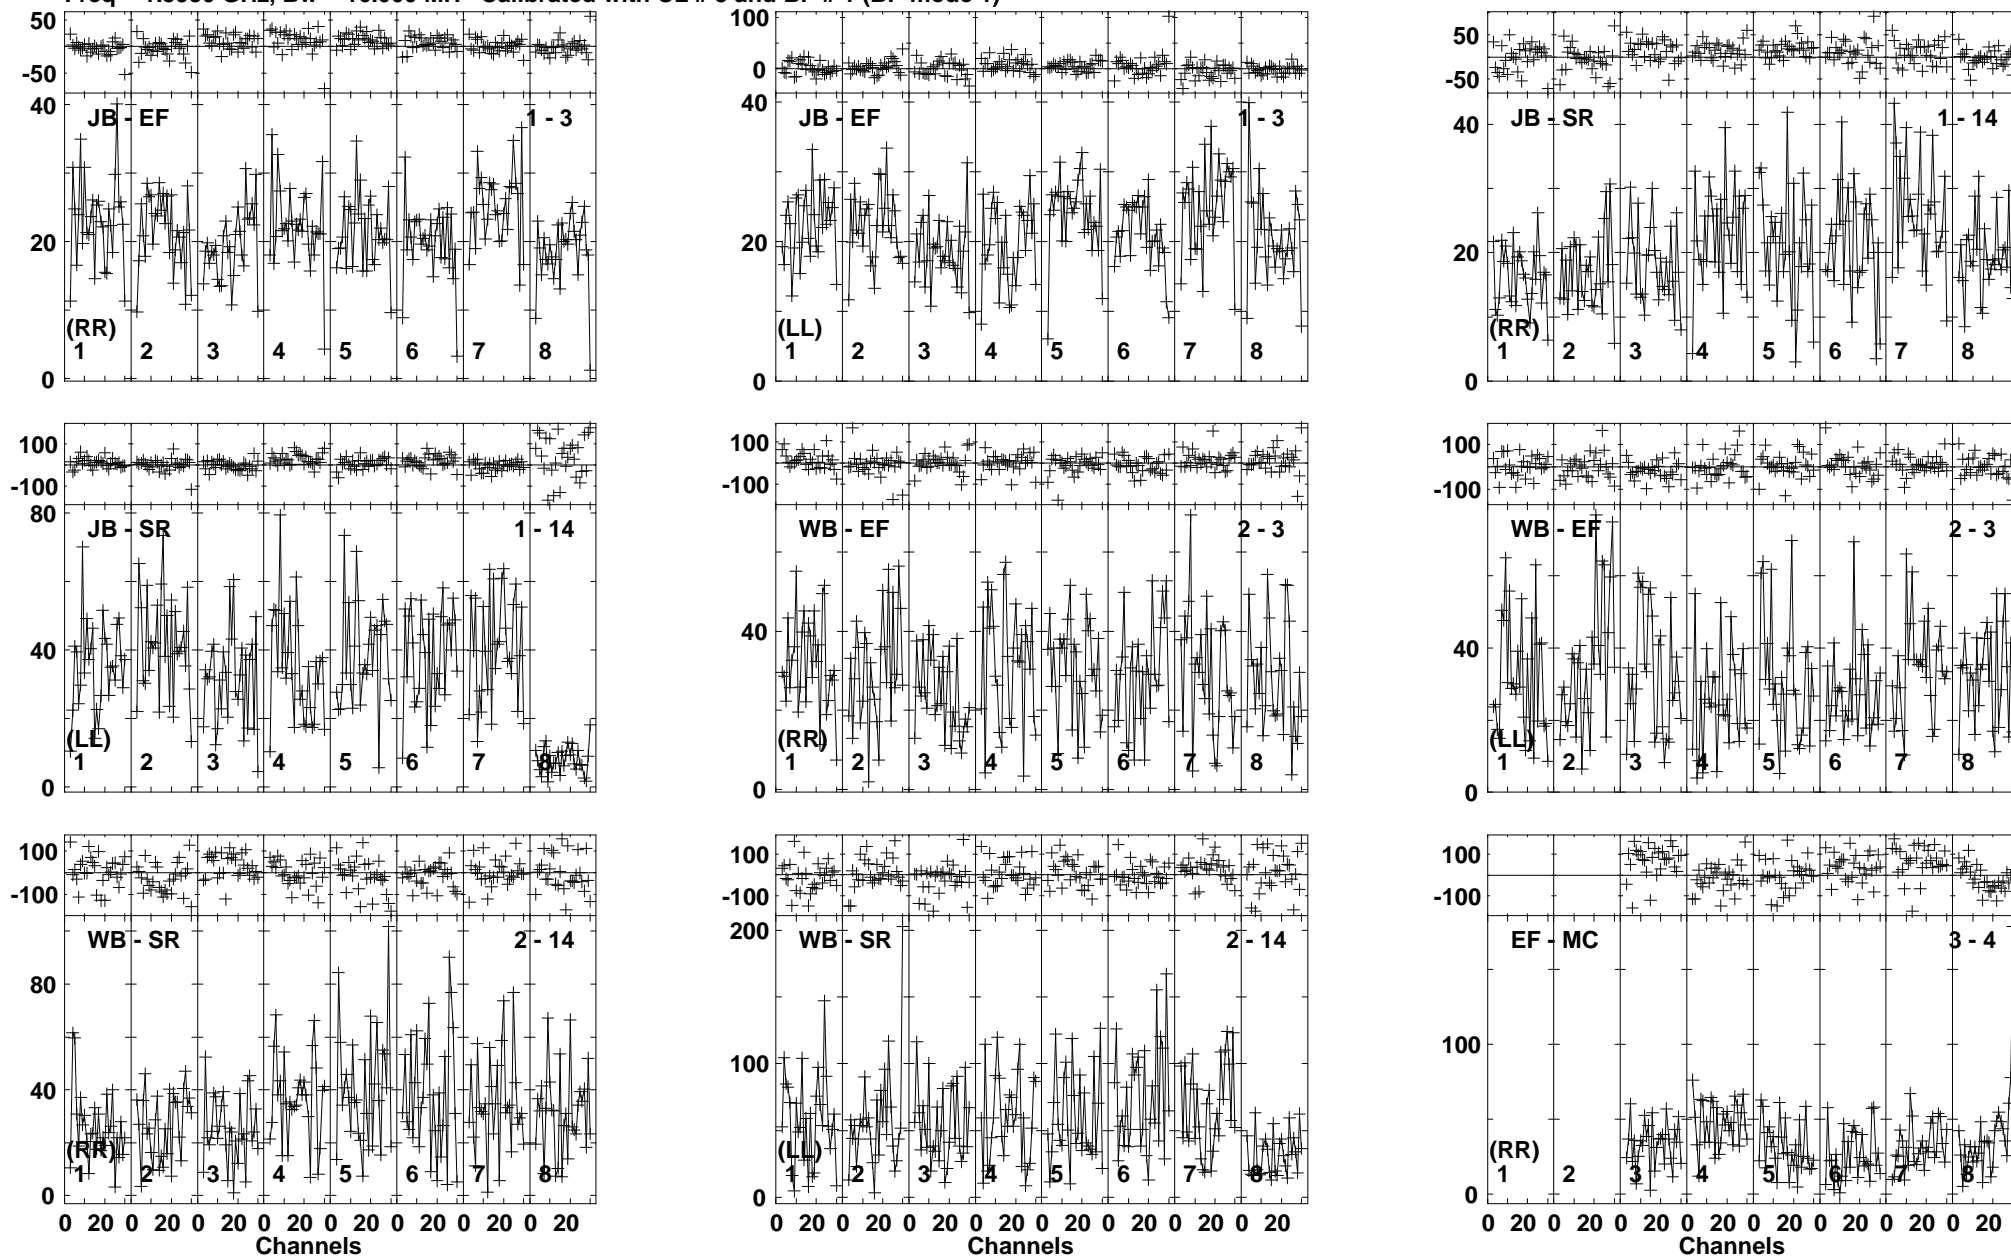 50 -50 100 0 50 -50
40 20 0 JB - EF 1 - 3 (RR) 1 2 3 4 5 6 7 8
40 20 0 JB - EF 1 - 3 (LL) 1 2 3 4 5 6 7 8
40 20 0 JB - SR 1 - 14 (RR) 1 2 3 4 5 6 7 8
100 -100 100 -100 100 -100
80 40 0 JB - SR 1 - 14 (LL) 1 2 3 4 5 6 7 8
40 0 WB - EF 2 - 3 (RR) 1 2 3 4 5 6 7 8
40 0 WB - EF 2 - 3 (LL) 1 2 3 4 5 6 7 8
100 -100 100 -100 100 -100
80 40 0 WB - SR 2 - 14 (RR) 1 2 3 4 5 6 7 8
200 100 0 WB - SR 2 - 14 (LL) 1 2 3 4 5 6 7 8
100 0 EF - MC 3 - 4 (RR) 1 2 3 4 5 6 7 8
0 20 0 20 0 20 0 20 0 20 0 20 0 20 0 20
Channels
0 20 0 20 0 20 0 20 0 20 0 20 0 20 0 20
Channels
0 20 0 20 0 20 0 20 0 20 0 20 0 20 0 20
Channels